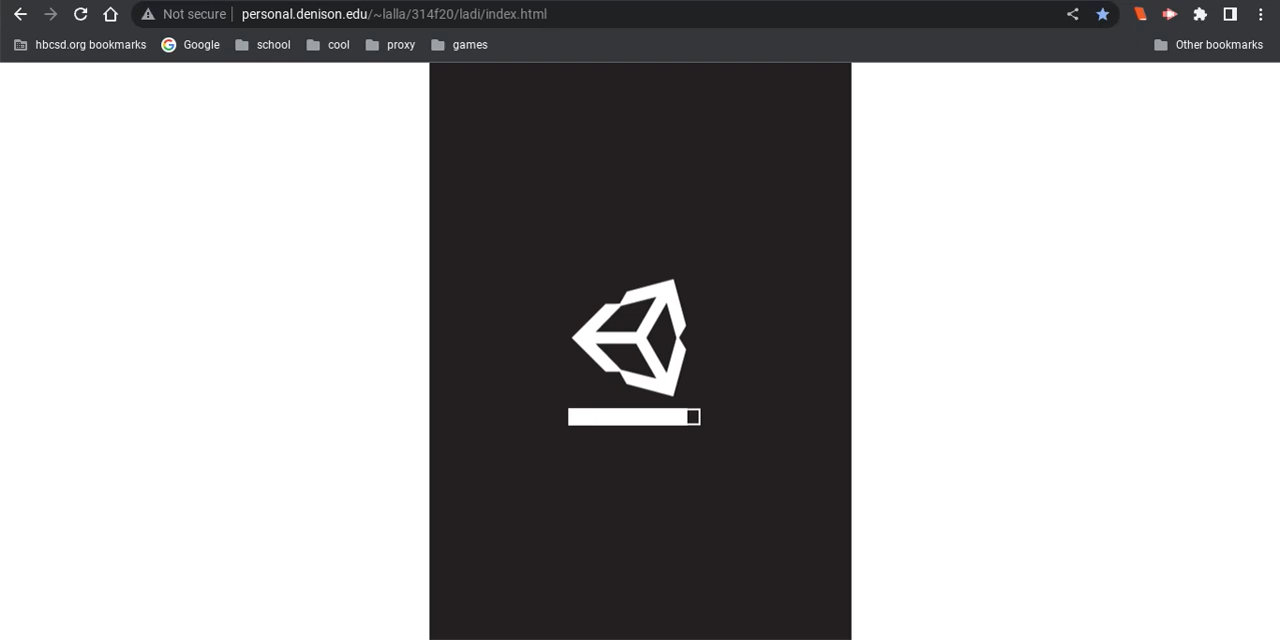 Not secure personal.denison.edu/~lalla/314f20/ladi/index.html
hbcsd.org bookmarks Google school cool proxy games Other bookmarks